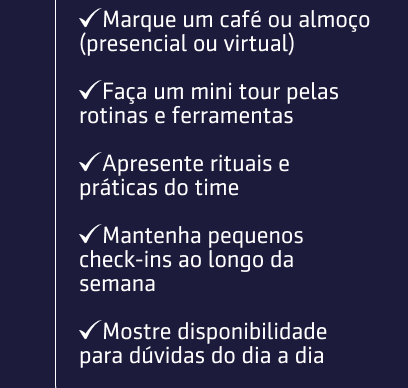 ✓Marque um café ou almoço
(presencial ou virtual)
✓Faça um mini tour pelas
rotinas e ferramentas
✓Apresente rituais e
práticas do time
✓Mantenha pequenos
check-ins ao longo da
semana
✓Mostre disponibilidade
para dúvidas do dia a dia